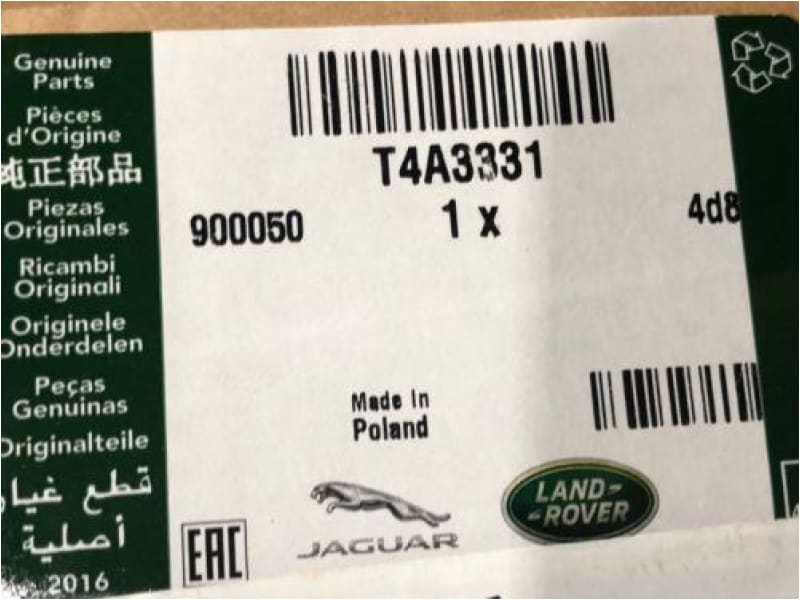 Genuine
Parts
Pièces
d'Origine
純正部品
Piezas
Originales
Ricambi
Originali
Originele
Onderdelen
Peças
Genuinas
Originalteile
قطع غيار
أصلية
2016
T4A3331
900050 1 x 4d8
Made In
Poland
EAC
JAGUAR
LAND-
-ROVER